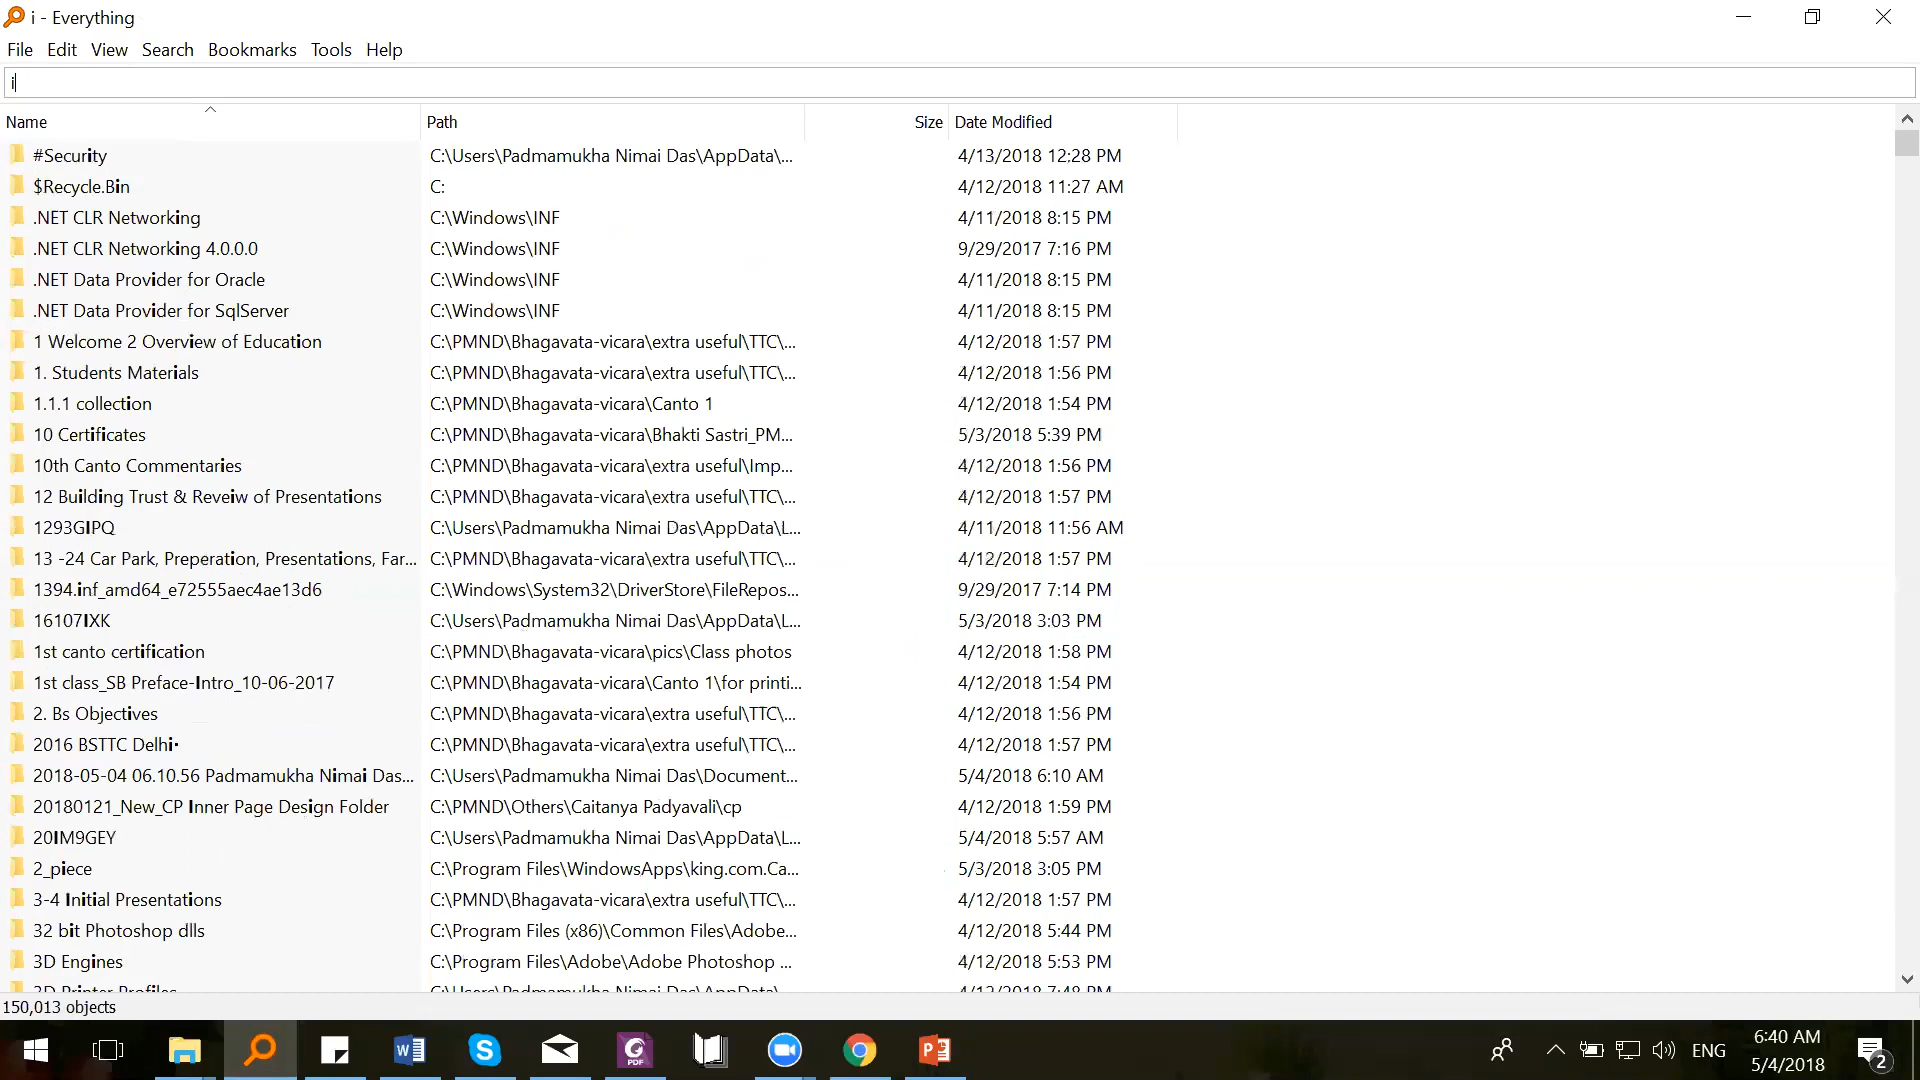 i - Everything
File Edit View Search Bookmarks Tools Help
i
Name Path Size Date Modified
#Security C:\Users\Padmamukha Nimai Das\AppData\... 4/13/2018 12:28 PM
$Recycle.Bin C: 4/12/2018 11:27 AM
.NET CLR Networking C:\Windows\INF 4/11/2018 8:15 PM
.NET CLR Networking 4.0.0.0 C:\Windows\INF 9/29/2017 7:16 PM
.NET Data Provider for Oracle C:\Windows\INF 4/11/2018 8:15 PM
.NET Data Provider for SqlServer C:\Windows\INF 4/11/2018 8:15 PM
1 Welcome 2 Overview of Education C:\PMND\Bhagavata-vicara\extra useful\TTC\... 4/12/2018 1:57 PM
1. Students Materials C:\PMND\Bhagavata-vicara\extra useful\TTC\... 4/12/2018 1:56 PM
1.1.1 collection C:\PMND\Bhagavata-vicara\Canto 1 4/12/2018 1:54 PM
10 Certificates C:\PMND\Bhagavata-vicara\Bhakti Sastri_PM... 5/3/2018 5:39 PM
10th Canto Commentaries C:\PMND\Bhagavata-vicara\extra useful\Imp... 4/12/2018 1:56 PM
12 Building Trust & Reveiw of Presentations C:\PMND\Bhagavata-vicara\extra useful\TTC\... 4/12/2018 1:57 PM
1293GIPQ C:\Users\Padmamukha Nimai Das\AppData\L... 4/11/2018 11:56 AM
13 -24 Car Park, Preperation, Presentations, Far... C:\PMND\Bhagavata-vicara\extra useful\TTC\... 4/12/2018 1:57 PM
1394.inf_amd64_e72555aec4ae13d6 C:\Windows\System32\DriverStore\FileRepos... 9/29/2017 7:14 PM
16107IXK C:\Users\Padmamukha Nimai Das\AppData\L... 5/3/2018 3:03 PM
1st canto certification C:\PMND\Bhagavata-vicara\pics\Class photos 4/12/2018 1:58 PM
1st class_SB Preface-Intro_10-06-2017 C:\PMND\Bhagavata-vicara\Canto 1\for printi... 4/12/2018 1:54 PM
2. Bs Objectives C:\PMND\Bhagavata-vicara\extra useful\TTC\... 4/12/2018 1:56 PM
2016 BSTTC Delhi· C:\PMND\Bhagavata-vicara\extra useful\TTC\... 4/12/2018 1:57 PM
2018-05-04 06.10.56 Padmamukha Nimai Das... C:\Users\Padmamukha Nimai Das\Document... 5/4/2018 6:10 AM
20180121_New_CP Inner Page Design Folder C:\PMND\Others\Caitanya Padyavali\cp 4/12/2018 1:59 PM
20IM9GEY C:\Users\Padmamukha Nimai Das\AppData\L... 5/4/2018 5:57 AM
2_piece C:\Program Files\WindowsApps\king.com.Ca... 5/3/2018 3:05 PM
3-4 Initial Presentations C:\PMND\Bhagavata-vicara\extra useful\TTC\... 4/12/2018 1:57 PM
32 bit Photoshop dlls C:\Program Files (x86)\Common Files\Adobe... 4/12/2018 5:44 PM
3D Engines C:\Program Files\Adobe\Adobe Photoshop ... 4/12/2018 5:53 PM
3D Printer Profiles C:\Users\Padmamukha Nimai Das\AppData\ 4/12/2018 7:48 PM
150,013 objects
PDF
ENG 6:40 AM
5/4/2018
2